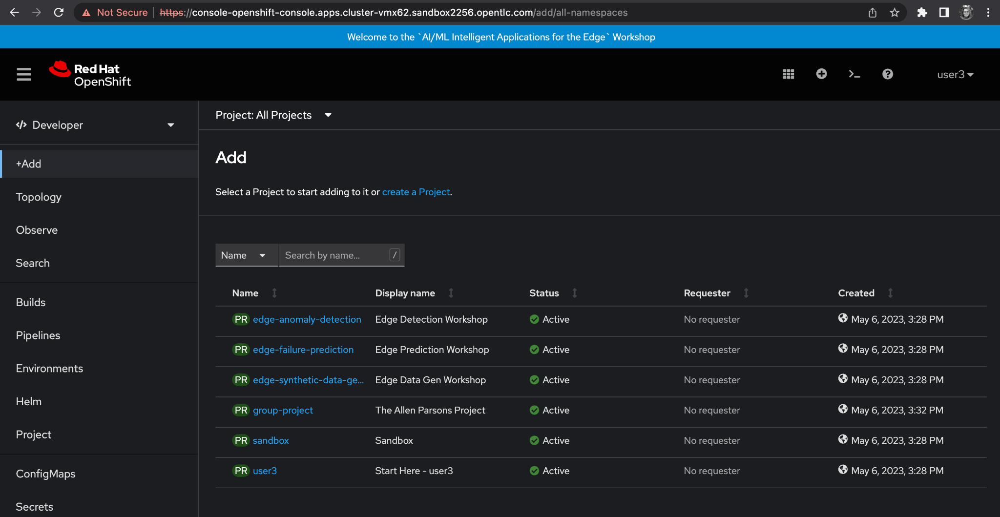 Not Secure https://console-openshift-console.apps.cluster-vmx62.sandbox2256.opentlc.com/add/all-namespaces
Welcome to the `AI/ML Intelligent Applications for the Edge` Workshop
Red Hat
OpenShift
user3
</> Developer
+Add
Topology
Observe
Search
Builds
Pipelines
Environments
Helm
Project
ConfigMaps
Secrets
Project: All Projects
Add
Select a Project to start adding to it or create a Project.
Name Search by name... /
Name Display name Status Requester Created
PR edge-anomaly-detection Edge Detection Workshop Active No requester May 6, 2023, 3:28 PM
PR edge-failure-prediction Edge Prediction Workshop Active No requester May 6, 2023, 3:28 PM
PR edge-synthetic-data-ge... Edge Data Gen Workshop Active No requester May 6, 2023, 3:28 PM
PR group-project The Allen Parsons Project Active No requester May 6, 2023, 3:32 PM
PR sandbox Sandbox Active No requester May 6, 2023, 3:28 PM
PR user3 Start Here - user3 Active No requester May 6, 2023, 3:28 PM